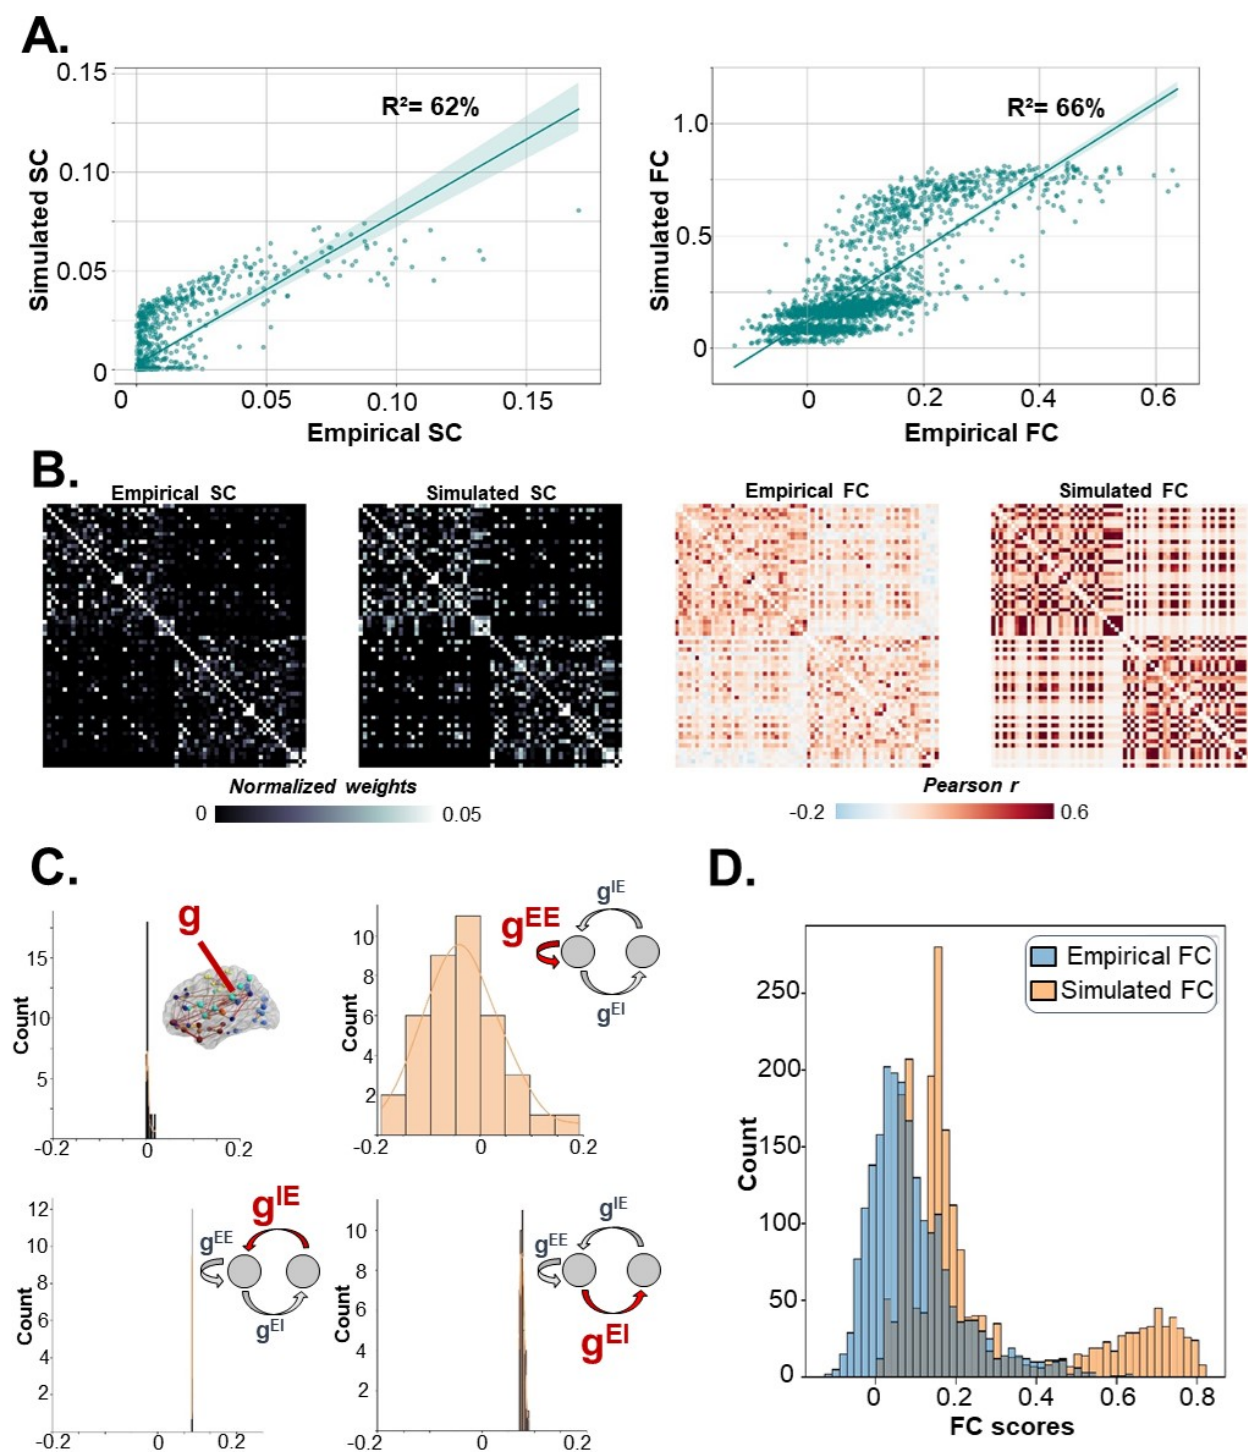 A.
R²= 62%
Simulated SC
0.15
0.10
0.05
0
0
0.05
0.10
0.15
Empirical SC
R²= 66%
Simulated FC
1.0
0.5
0
0
0.2
0.4
0.6
Empirical FC
B.
Empirical SC
Simulated SC
Empirical FC
Simulated FC
Normalized weights
0
0.05
Pearson r
-0.2
0.6
C.
g
Count
15
10
5
-0.2
0
0.2
gEE
gIE
gEI
Count
10
8
6
4
2
-0.2
0
0.2
gIE
gEE
gEI
Count
12
10
8
6
4
2
-0.2
0
0.2
gIE
gEE
gEI
Count
10
8
6
4
2
-0.2
0
0.2
D.
Empirical FC
Simulated FC
Count
250
200
150
100
50
0
0
0.2
0.4
0.6
0.8
FC scores